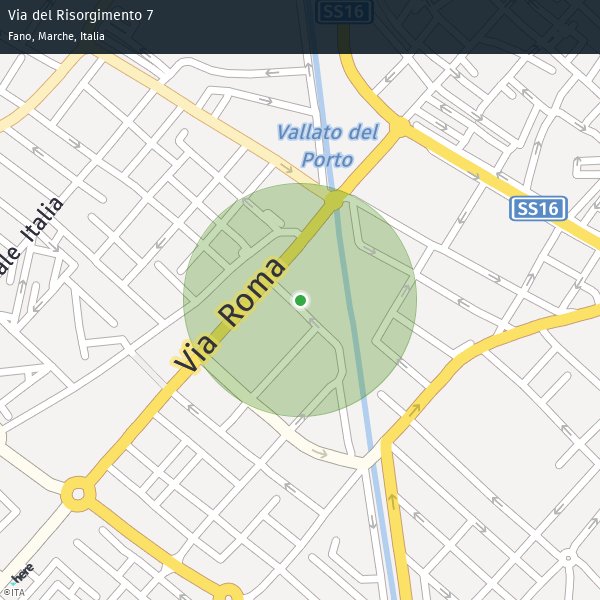 Via del Risorgimento 7
Fano, Marche, Italia
SS16
Vallato del
Porto
SS16
ale Italia
Via Roma
here
©ITA